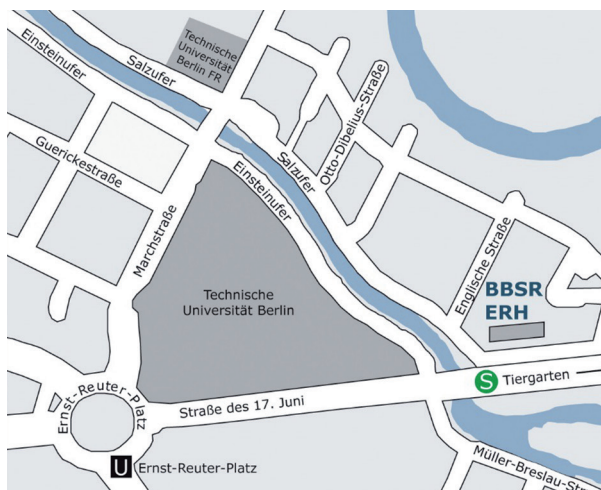 Technische
Universität
Berlin FR
Einsteinufer
Salzufer
Otto-Dibelius-Straße
Guerickestraße
Salzufer
Einsteinufer
Marchstraße
Englische Straße
BBSR
ERH
Technische
Universität Berlin
S Tiergarten
Ernst-Reuter-Platz
Straße des 17. Juni
U Ernst-Reuter-Platz
Müller-Breslau-St